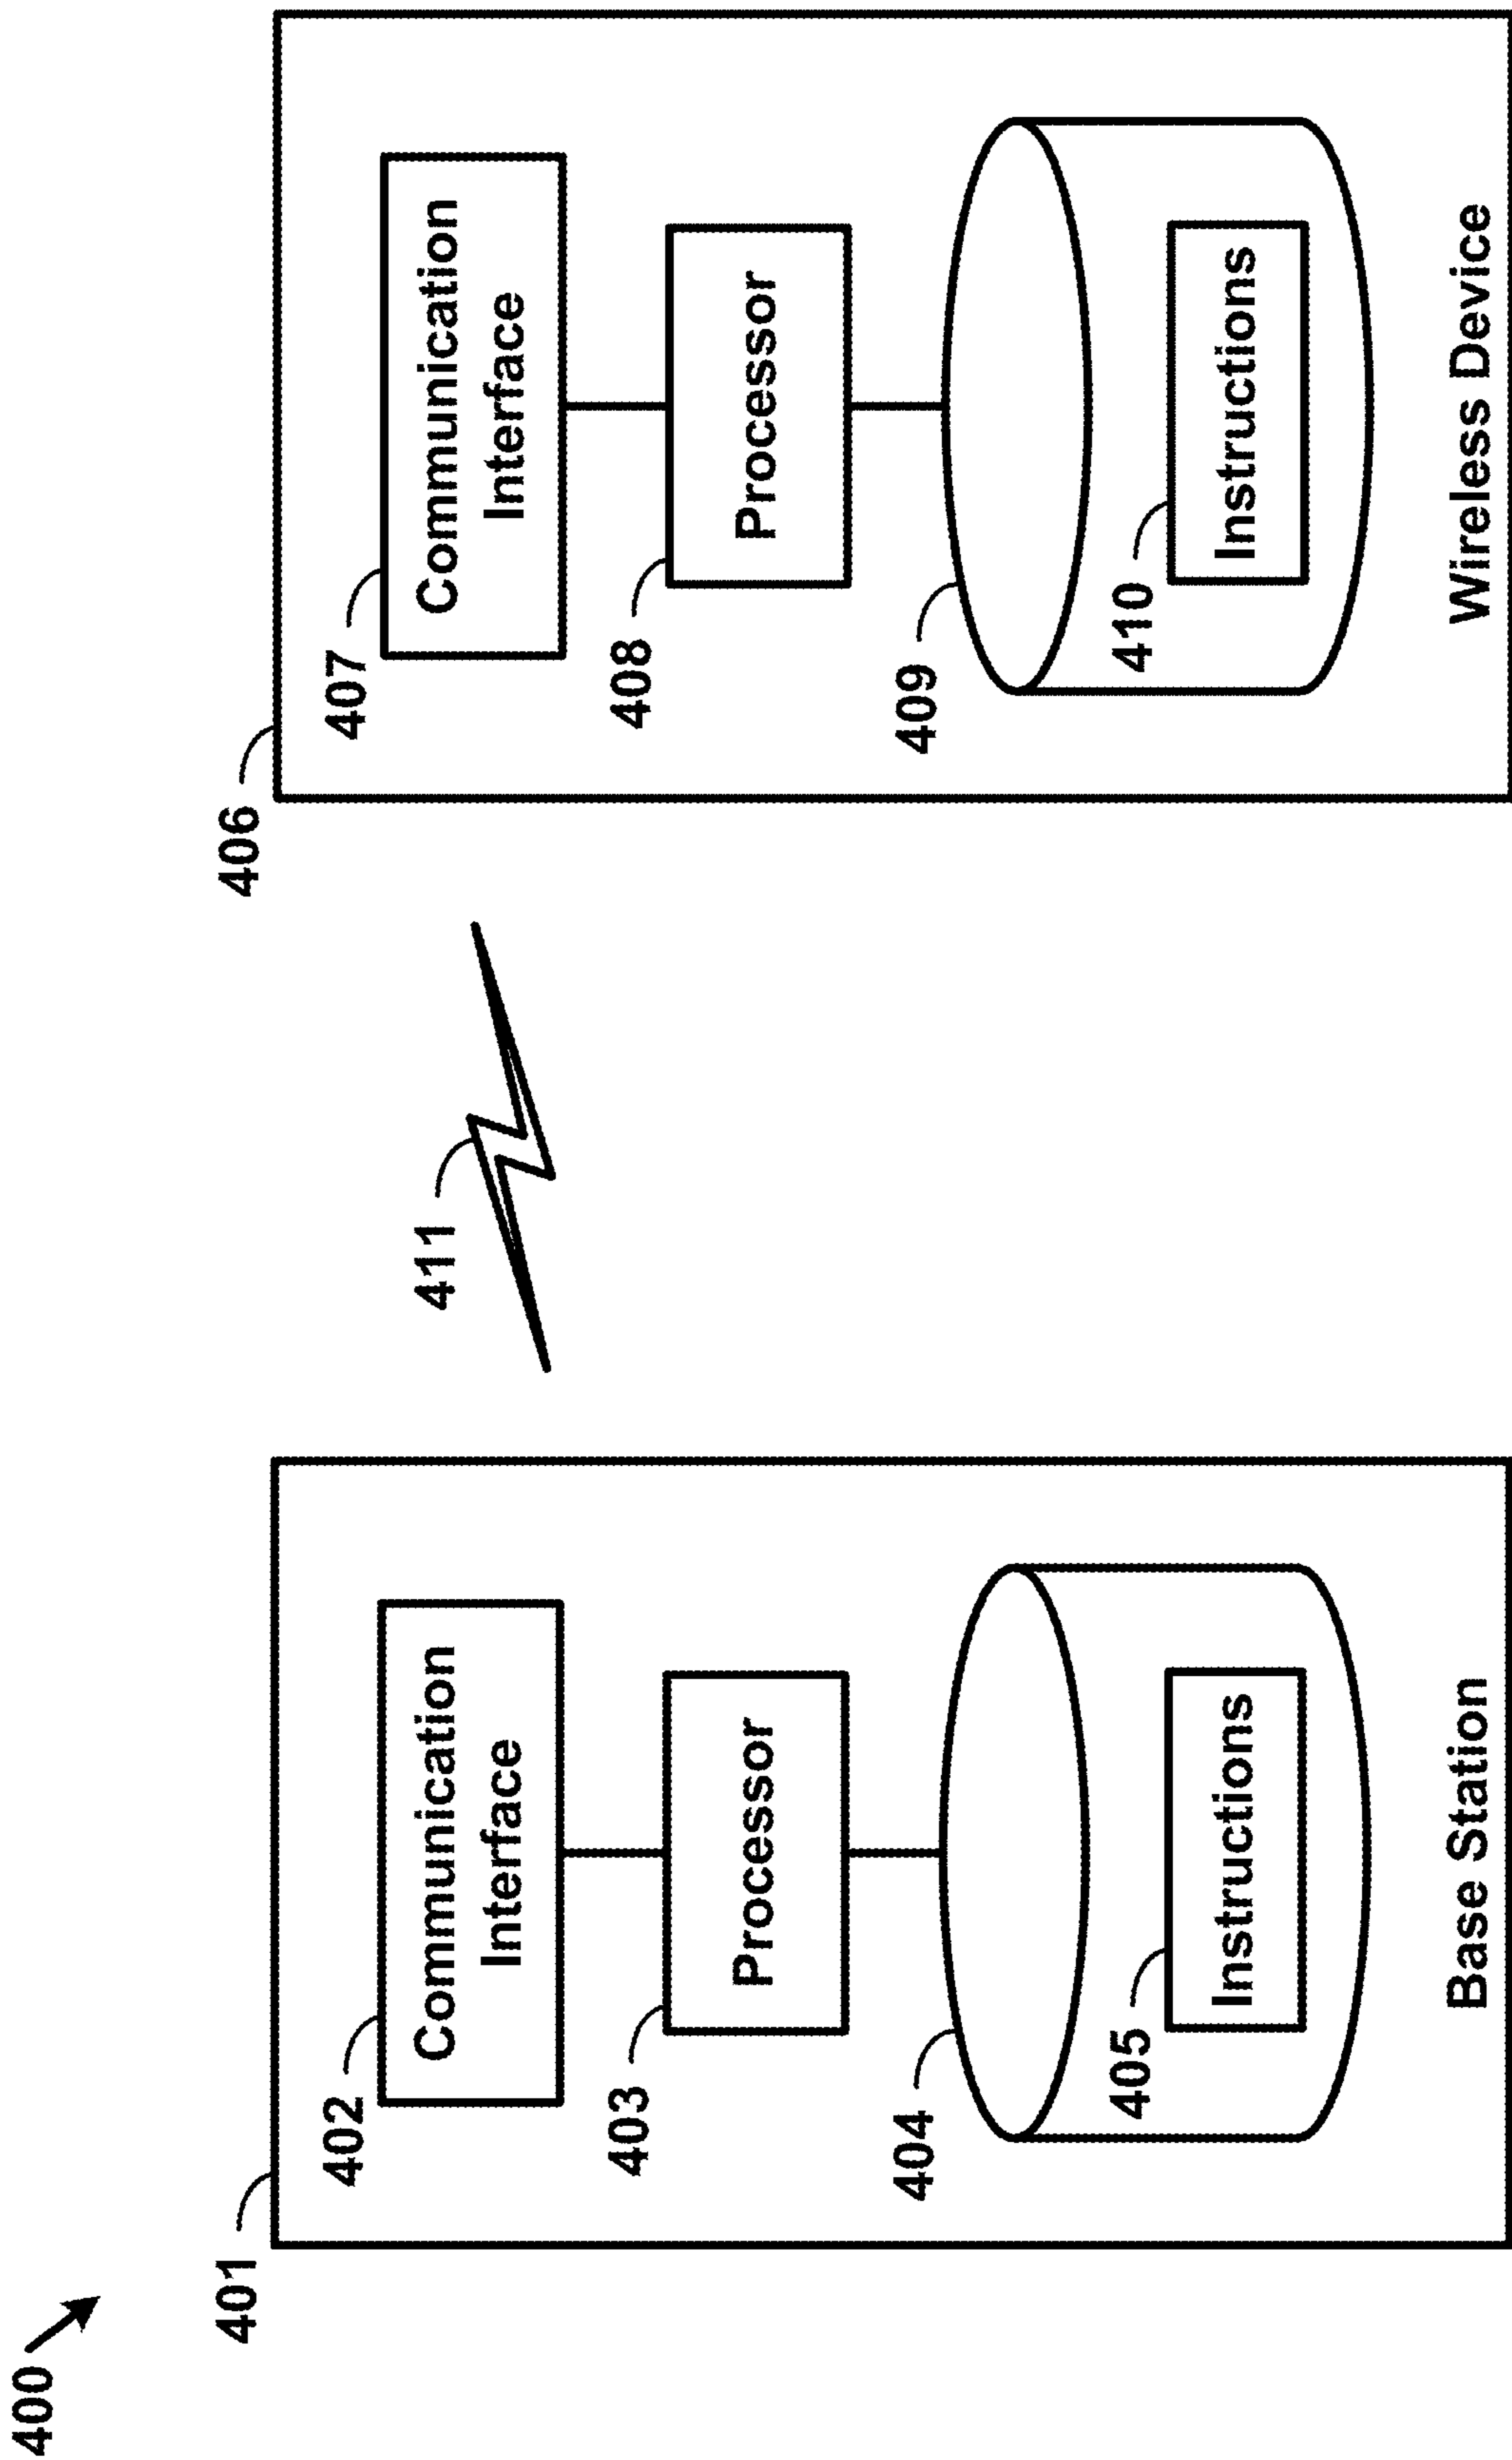 400
401
402
Communication
Interface
403
Processor
404
405
Instructions
Base Station
411
406
407
Communication
Interface
408
Processor
409
410
Instructions
Wireless Device